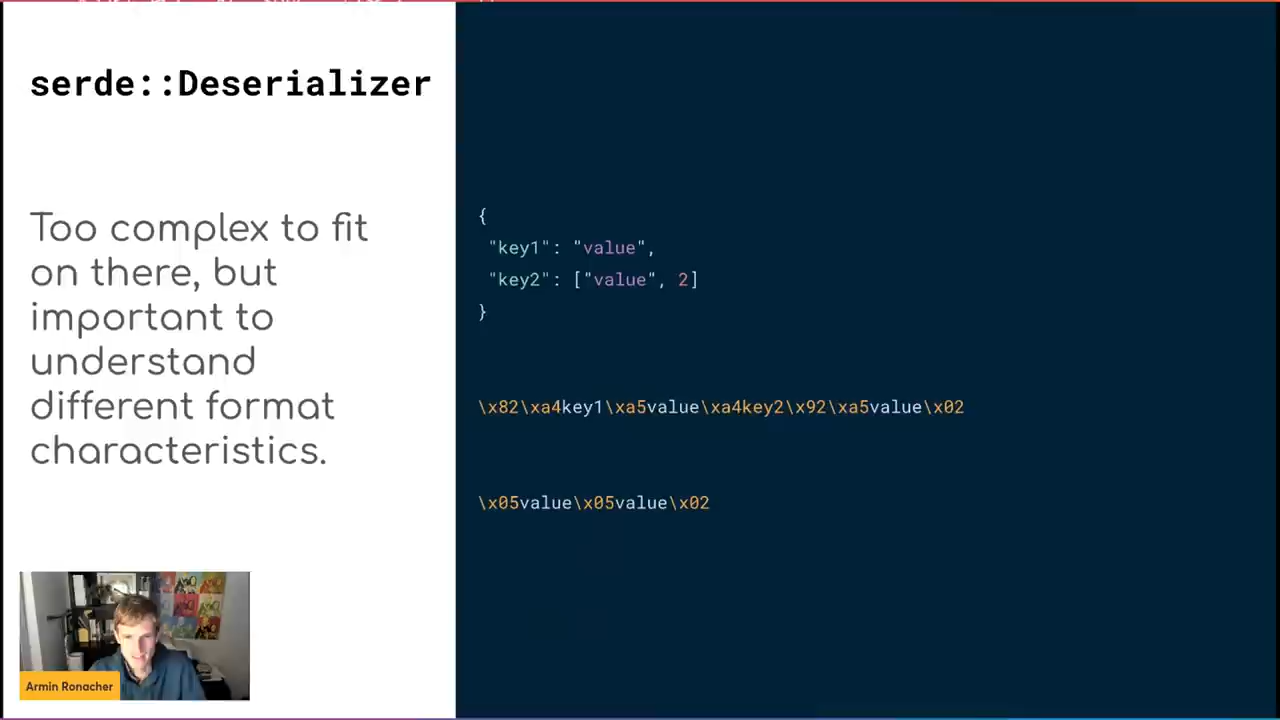 serde::Deserializer
Too complex to fit
on there, but
important to
understand
different format
characteristics.
{
"key1": "value",
"key2": ["value", 2]
}
\x82\xa4key1\xa5value\xa4key2\x92\xa5value\x02
\x05value\x05value\x02
Armin Ronacher